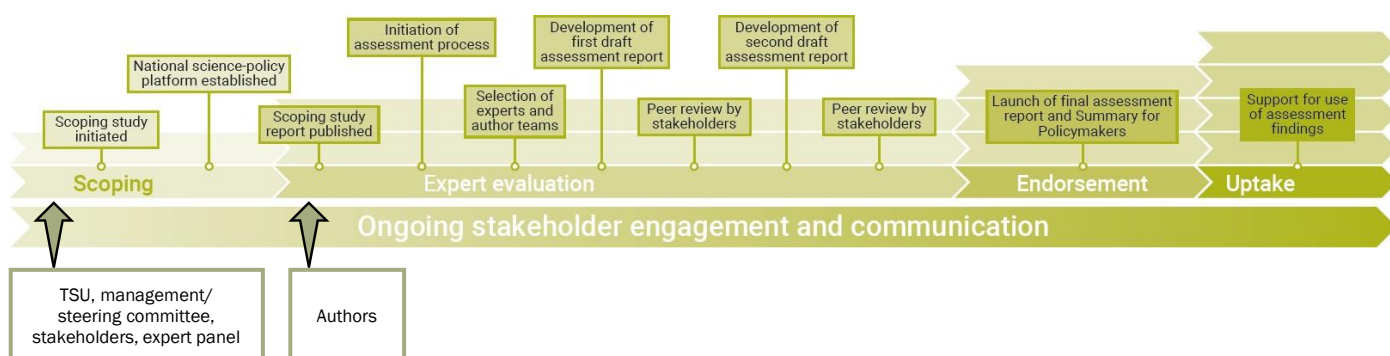 Scoping study
initiated
National science-policy
platform established
Scoping study
report published
Initiation of
assessment process
Selection of
experts and
author teams
Development of
first draft
assessment report
Peer review by
stakeholders
Development of
second draft
assessment report
Peer review by
stakeholders
Launch of final assessment
report and Summary for
Policymakers
Support for use
of assessment
findings
Scoping
Expert evaluation
Endorsement
Uptake
Ongoing stakeholder engagement and communication
TSU, management/
steering committee,
stakeholders, expert panel
Authors